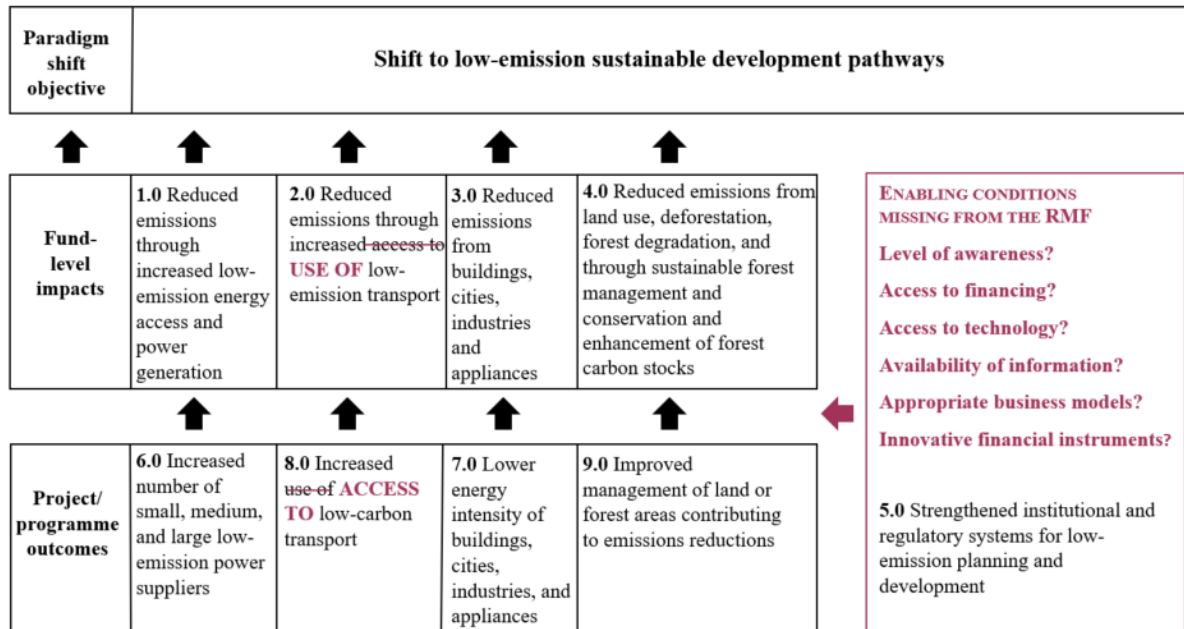 Paradigm
shift
objective
Shift to low-emission sustainable development pathways
Fund-
level
impacts
1.0 Reduced
emissions
through
increased low-
emission energy
access and
power
generation
2.0 Reduced
emissions through
increased access to
USE OF low-
emission transport
3.0 Reduced
emissions
from
buildings,
cities,
industries
and
appliances
4.0 Reduced emissions from
land use, deforestation,
forest degradation, and
through sustainable forest
management and
conservation and
enhancement of forest
carbon stocks
Project/
programme
outcomes
6.0 Increased
number of
small, medium,
and large low-
emission power
suppliers
8.0 Increased
use of ACCESS
TO low-carbon
transport
7.0 Lower
energy
intensity of
buildings,
cities,
industries, and
appliances
9.0 Improved
management of land or
forest areas contributing
to emissions reductions
ENABLING CONDITIONS
MISSING FROM THE RMF
Level of awareness?
Access to financing?
Access to technology?
Availability of information?
Appropriate business models?
Innovative financial instruments?
5.0 Strengthened institutional and
regulatory systems for low-
emission planning and
development